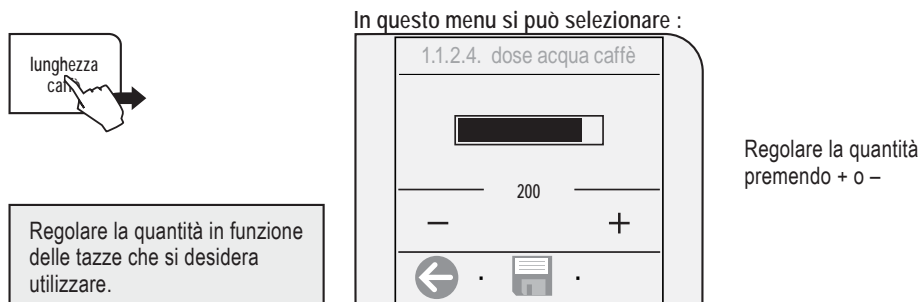 In questo menu si può selezionare :
lunghezza
caffè
1.1.2.4. dose acqua caffè
200
– +
Regolare la quantità
premendo + o –
Regolare la quantità in funzione
delle tazze che si desidera
utilizzare.